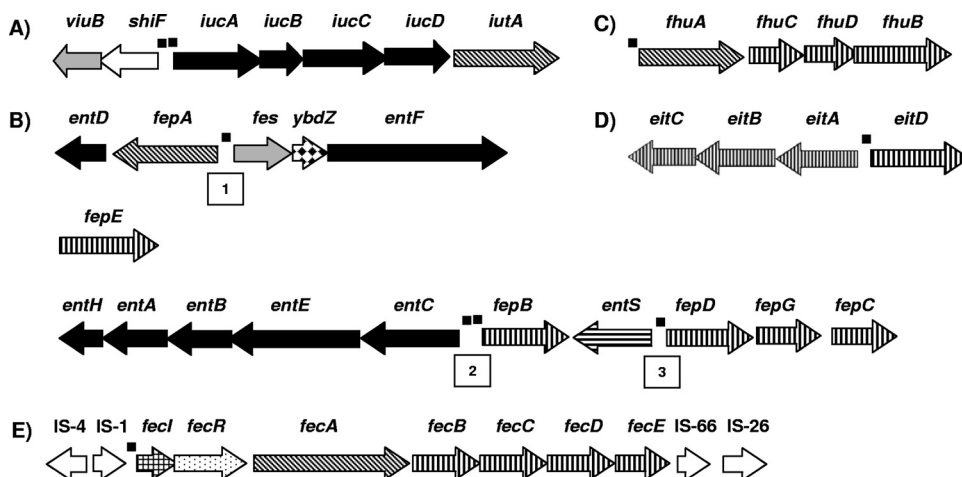 A) viuB shiF iucA iucB iucC iucD iutA
C) fhuA fhuC fhuD fhuB
B) entD fepA fes ybdZ entF
1
D) eitC eitB eitA eitD
fepE
entH entA entB entE entC fepB entS fepD fepG fepC
2 3
E) IS-4 IS-1 fecI fecR fecA fecB fecC fecD fecE IS-66 IS-26